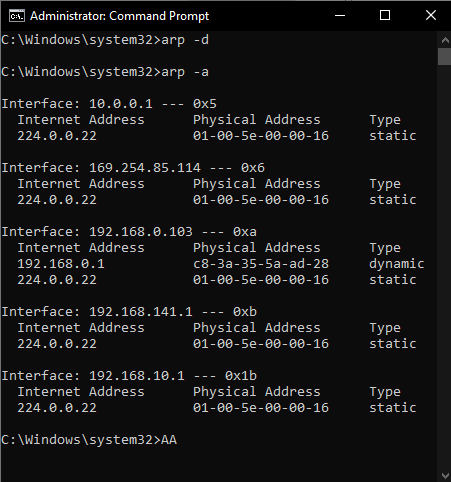 Administrator: Command Prompt
C:\Windows\system32>arp -d
C:\Windows\system32>arp -a
Interface: 10.0.0.1 --- 0x5
  Internet Address      Physical Address      Type
  224.0.0.22            01-00-5e-00-00-16     static
Interface: 169.254.85.114 --- 0x6
  Internet Address      Physical Address      Type
  224.0.0.22            01-00-5e-00-00-16     static
Interface: 192.168.0.103 --- 0xa
  Internet Address      Physical Address      Type
  192.168.0.1           c8-3a-35-5a-ad-28     dynamic
  224.0.0.22            01-00-5e-00-00-16     static
Interface: 192.168.141.1 --- 0xb
  Internet Address      Physical Address      Type
  224.0.0.22            01-00-5e-00-00-16     static
Interface: 192.168.10.1 --- 0x1b
  Internet Address      Physical Address      Type
  224.0.0.22            01-00-5e-00-00-16     static
C:\Windows\system32>AA